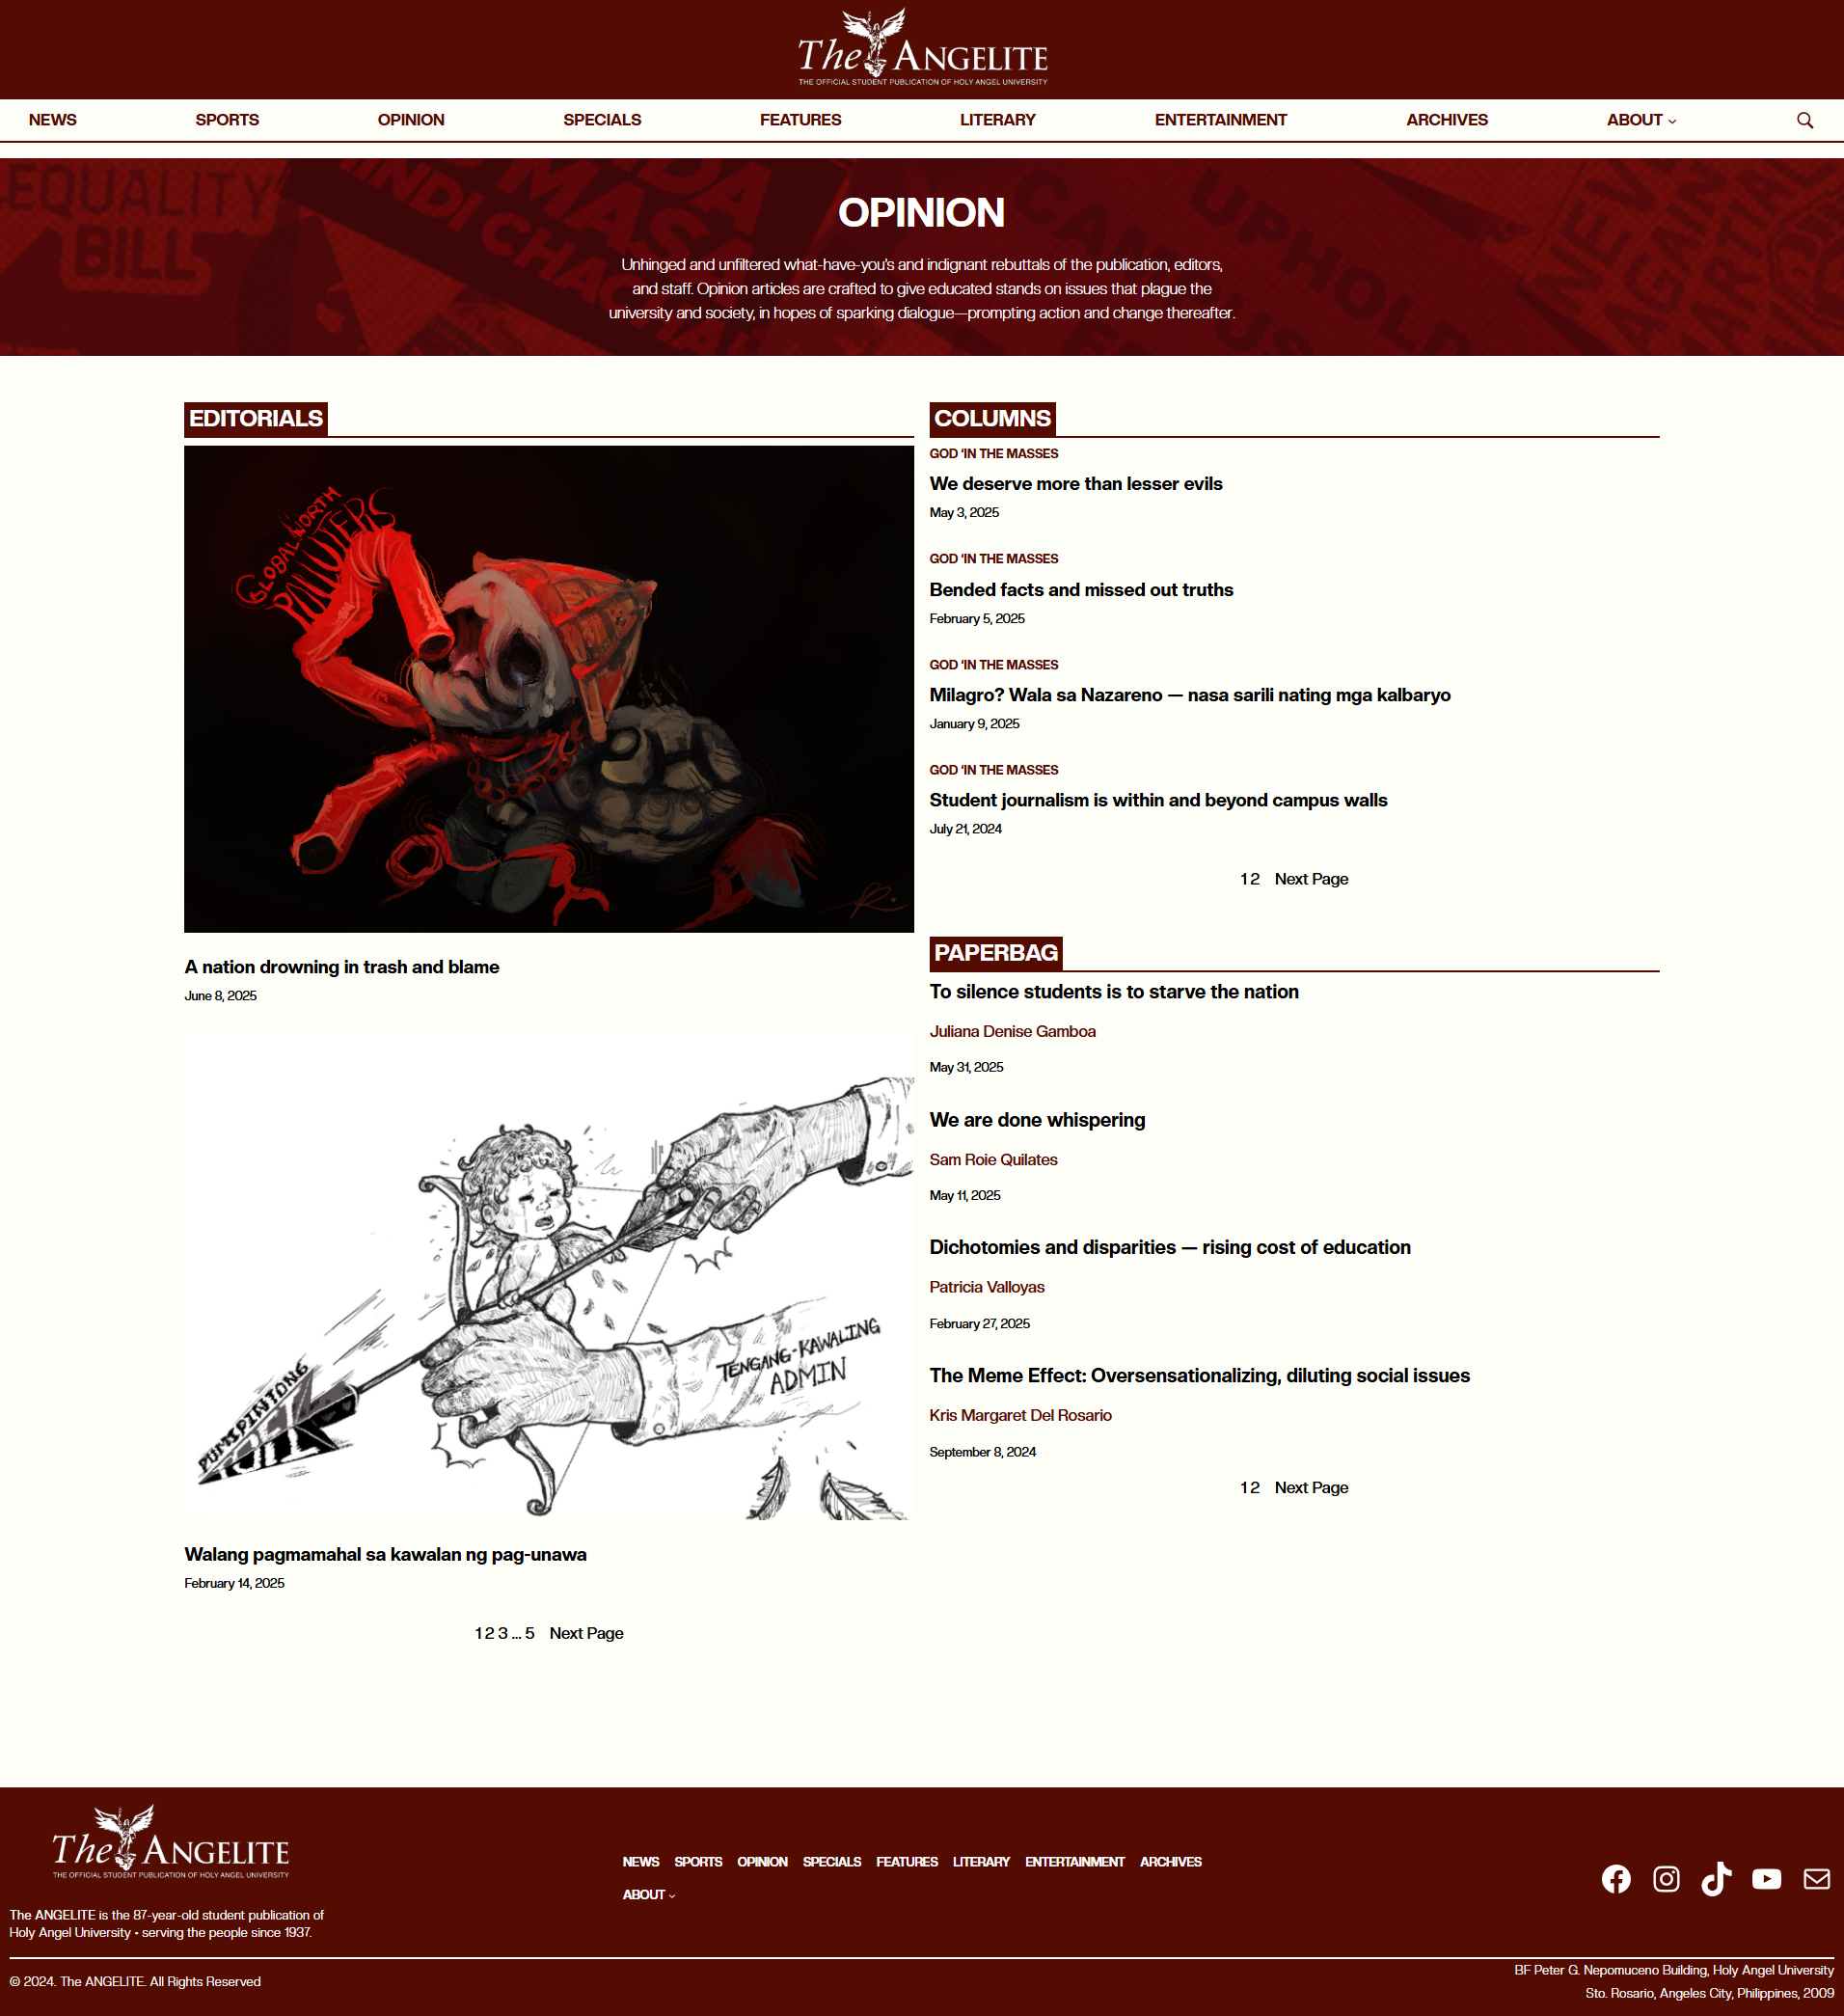 The ANGELITE
THE OFFICIAL STUDENT PUBLICATION OF HOLY ANGEL UNIVERSITY
NEWS SPORTS OPINION SPECIALS FEATURES LITERARY ENTERTAINMENT ARCHIVES ABOUT
EQUALITY
BILL
MASA
HINDI
CAMPUS
UPHOLD
OPINION
Unhinged and unfiltered what-have-you's and indignant rebuttals of the publication, editors,
and staff. Opinion articles are crafted to give educated stands on issues that plague the
university and society, in hopes of sparking dialogue—prompting action and change thereafter.
EDITORIALS
GLOBAL NORTH
POLLUTERS
A nation drowning in trash and blame
June 8, 2025
TENGANG-KAWALING
ADMIN
Walang pagmamahal sa kawalan ng pag-unawa
February 14, 2025
1 2 3 … 5 Next Page
COLUMNS
GOD ‘IN THE MASSES
We deserve more than lesser evils
May 3, 2025
GOD ‘IN THE MASSES
Bended facts and missed out truths
February 5, 2025
GOD ‘IN THE MASSES
Milagro? Wala sa Nazareno — nasa sarili nating mga kalbaryo
January 9, 2025
GOD ‘IN THE MASSES
Student journalism is within and beyond campus walls
July 21, 2024
1 2 Next Page
PAPERBAG
To silence students is to starve the nation
Juliana Denise Gamboa
May 31, 2025
We are done whispering
Sam Roie Quilates
May 11, 2025
Dichotomies and disparities — rising cost of education
Patricia Valloyas
February 27, 2025
The Meme Effect: Oversensationalizing, diluting social issues
Kris Margaret Del Rosario
September 8, 2024
1 2 Next Page
The ANGELITE
THE OFFICIAL STUDENT PUBLICATION OF HOLY ANGEL UNIVERSITY
The ANGELITE is the 87-year-old student publication of
Holy Angel University • serving the people since 1937.
NEWS SPORTS OPINION SPECIALS FEATURES LITERARY ENTERTAINMENT ARCHIVES
ABOUT
© 2024. The ANGELITE. All Rights Reserved
BF Peter G. Nepomuceno Building, Holy Angel University
Sto. Rosario, Angeles City, Philippines, 2009